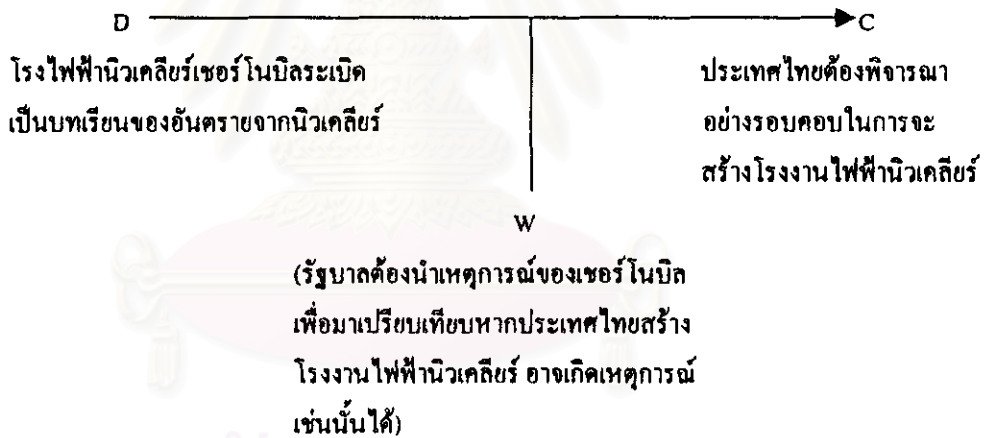 D C
โรงไฟฟ้านิวเคลียร์เชอร์โนบิลระเบิด
เป็นบทเรียนของอันตรายจากนิวเคลียร์
ประเทศไทยต้องพิจารณา
อย่างรอบคอบในการจะ
สร้างโรงงานไฟฟ้านิวเคลียร์
W
(รัฐบาลต้องนำเหตุการณ์ของเชอร์โนบิล
เพื่อมาเปรียบเทียบหากประเทศไทยสร้าง
โรงงานไฟฟ้านิวเคลียร์ อาจเกิดเหตุการณ์
เช่นนั้นได้)